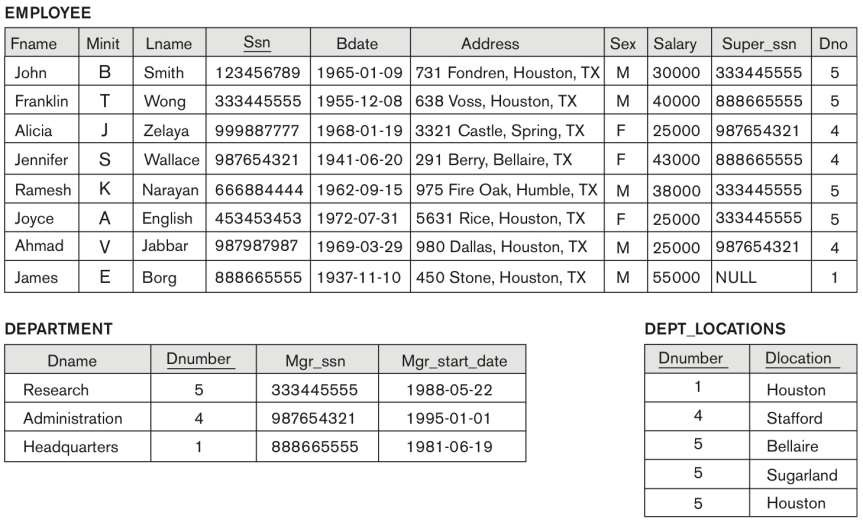 EMPLOYEE
Fname Minit Lname Ssn Bdate Address Sex Salary Super_ssn Dno
John B Smith 123456789 1965-01-09 731 Fondren, Houston, TX M 30000 333445555 5
Franklin T Wong 333445555 1955-12-08 638 Voss, Houston, TX M 40000 888665555 5
Alicia J Zelaya 999887777 1968-01-19 3321 Castle, Spring, TX F 25000 987654321 4
Jennifer S Wallace 987654321 1941-06-20 291 Berry, Bellaire, TX F 43000 888665555 4
Ramesh K Narayan 666884444 1962-09-15 975 Fire Oak, Humble, TX M 38000 333445555 5
Joyce A English 453453453 1972-07-31 5631 Rice, Houston, TX F 25000 333445555 5
Ahmad V Jabbar 987987987 1969-03-29 980 Dallas, Houston, TX M 25000 987654321 4
James E Borg 888665555 1937-11-10 450 Stone, Houston, TX M 55000 NULL 1
DEPARTMENT
Dname Dnumber Mgr_ssn Mgr_start_date
Research 5 333445555 1988-05-22
Administration 4 987654321 1995-01-01
Headquarters 1 888665555 1981-06-19
DEPT_LOCATIONS
Dnumber Dlocation
1 Houston
4 Stafford
5 Bellaire
5 Sugarland
5 Houston